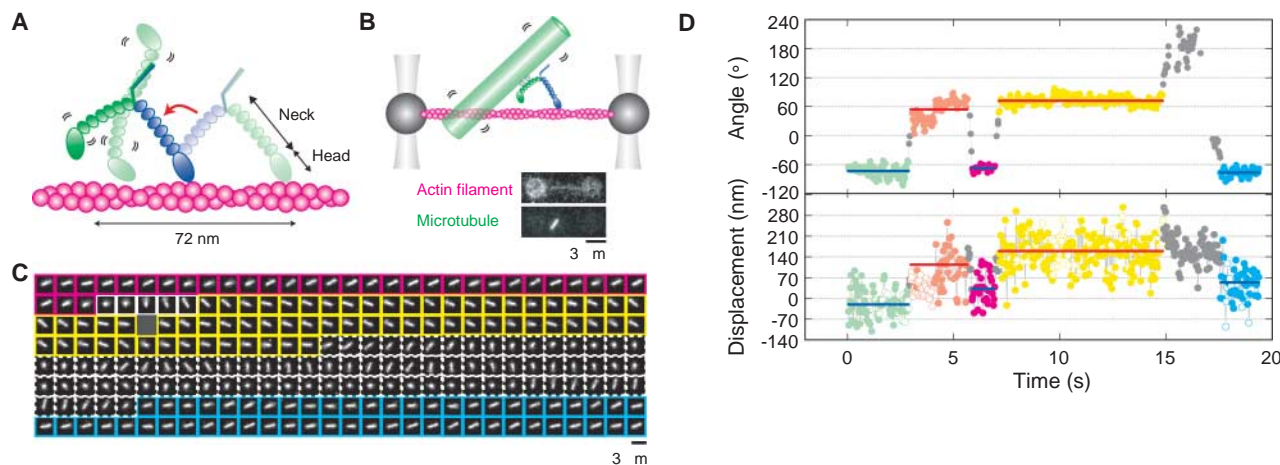 A
Neck
Head
72 nm
B
Actin filament
Microtubule
3 m
C
3 m
D
Angle (°)
240
180
120
60
0
-60
-120
Displacement (nm)
280
210
140
70
0
-70
-140
0
5
10
15
20
Time (s)